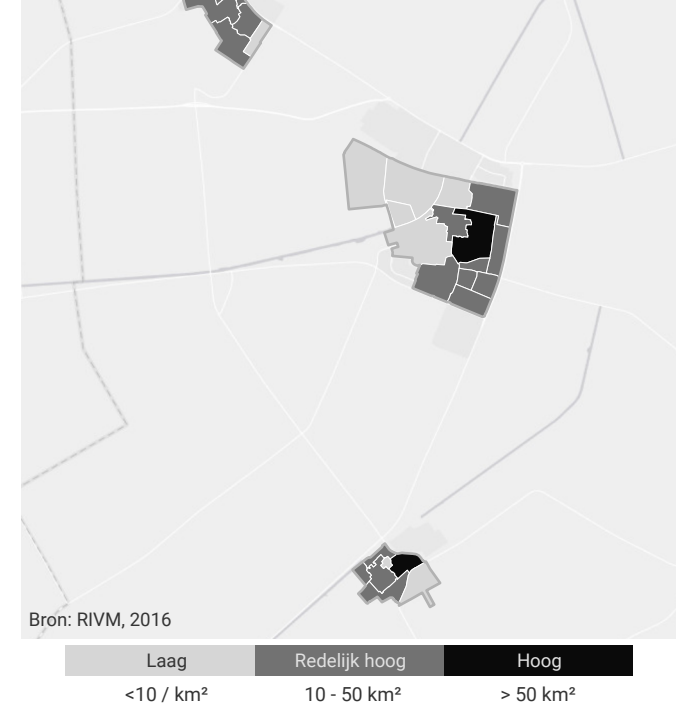 Bron: RIVM, 2016
Laag Redelijk hoog Hoog
<10 / km² 10 - 50 km² > 50 km²